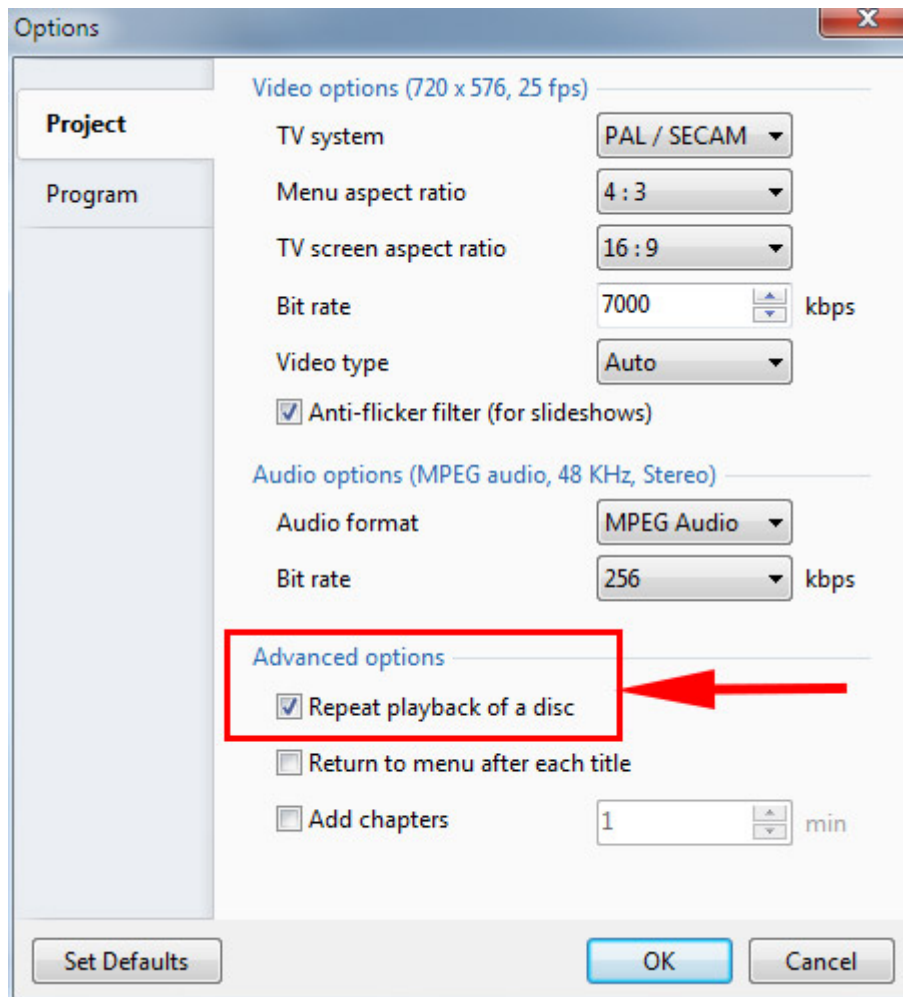 Options
Project
Program
Video options (720 x 576, 25 fps)
TV system PAL / SECAM
Menu aspect ratio 4 : 3
TV screen aspect ratio 16 : 9
Bit rate 7000 kbps
Video type Auto
Anti-flicker filter (for slideshows)
Audio options (MPEG audio, 48 KHz, Stereo)
Audio format MPEG Audio
Bit rate 256 kbps
Advanced options
Repeat playback of a disc
Return to menu after each title
Add chapters 1 min
Set Defaults OK Cancel